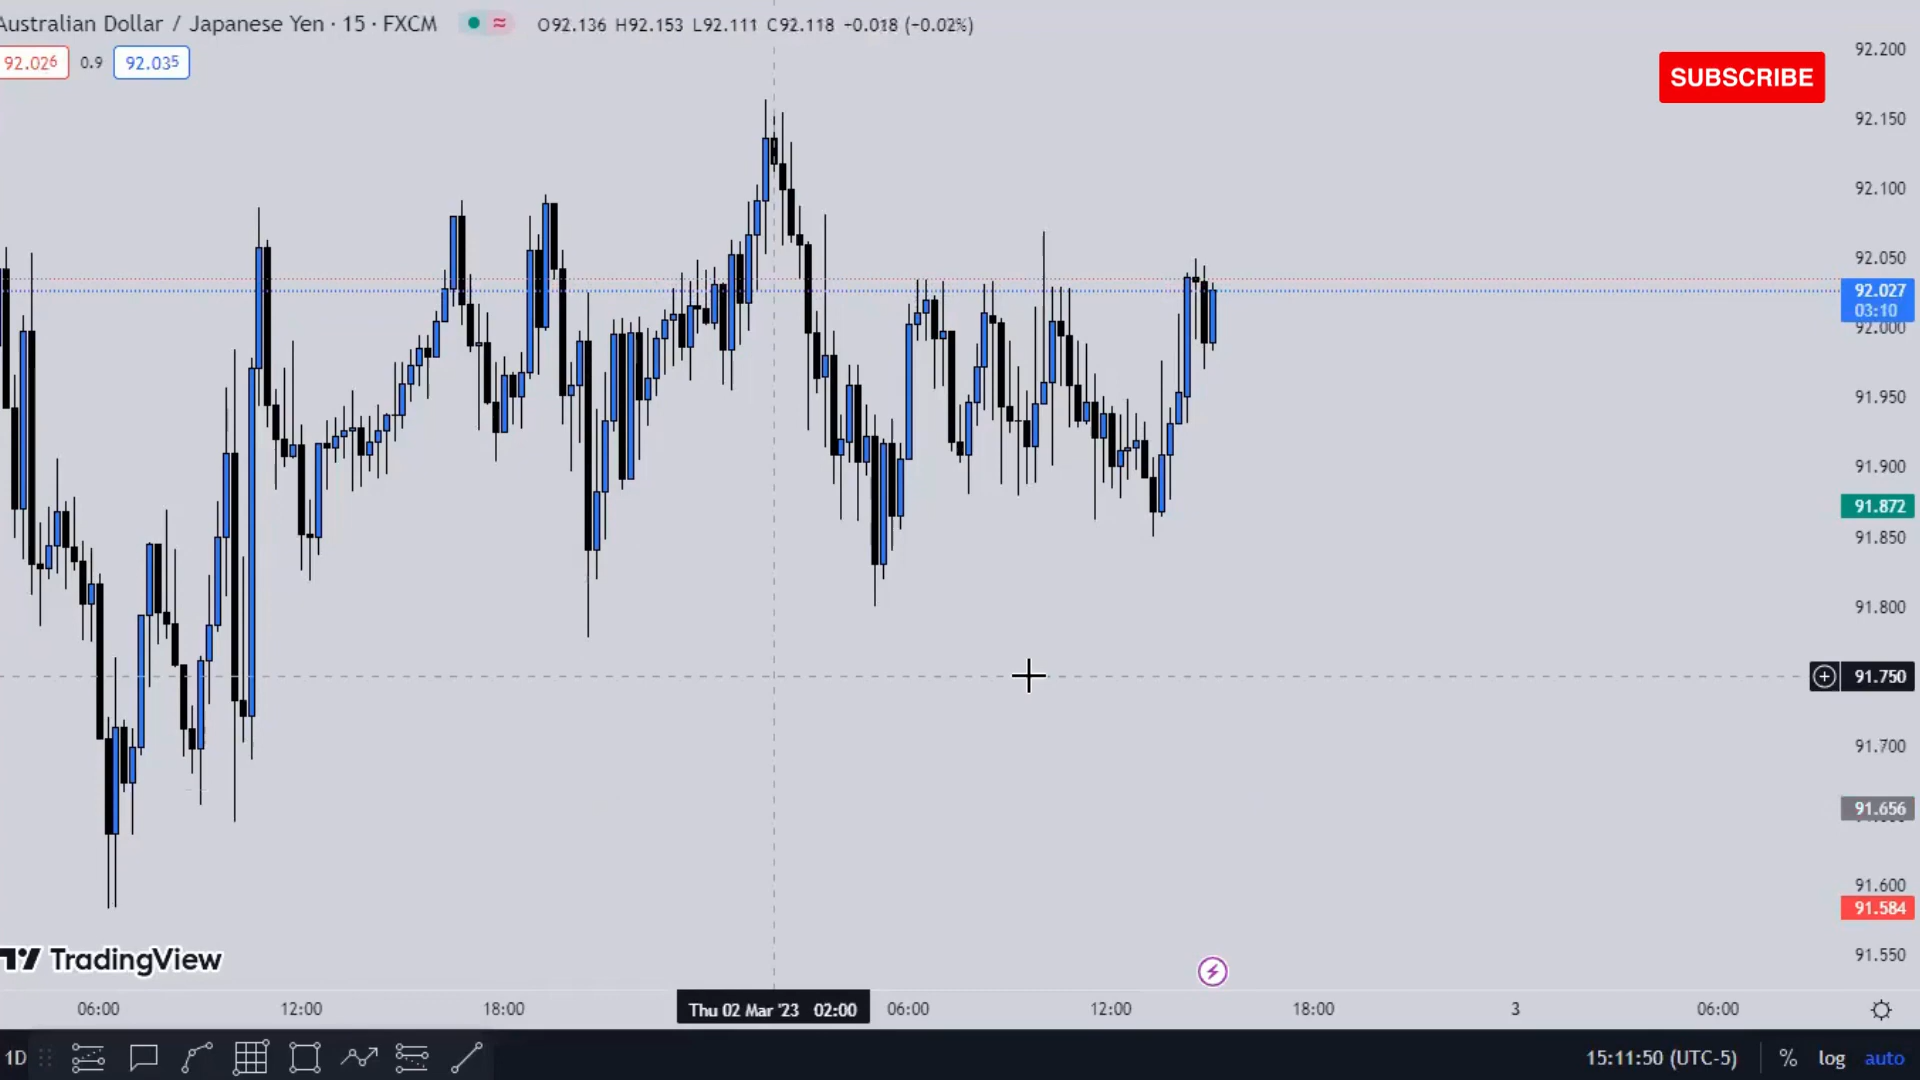 Australian Dollar / Japanese Yen · 15 · FXCM
≈
O92.136 H92.153 L92.111 C92.118 −0.018 (−0.02%)
92.026 0.9 92.035
SUBSCRIBE
92.200
92.150
92.100
92.050
92.027
03:10
92.000
91.950
91.900
91.872
91.850
91.800
91.750
91.700
91.656
91.600
91.584
91.550
TradingView
06:00 12:00 18:00 Thu 02 Mar '23 02:00 06:00 12:00 18:00 3 06:00
1D 15:11:50 (UTC-5) % log auto